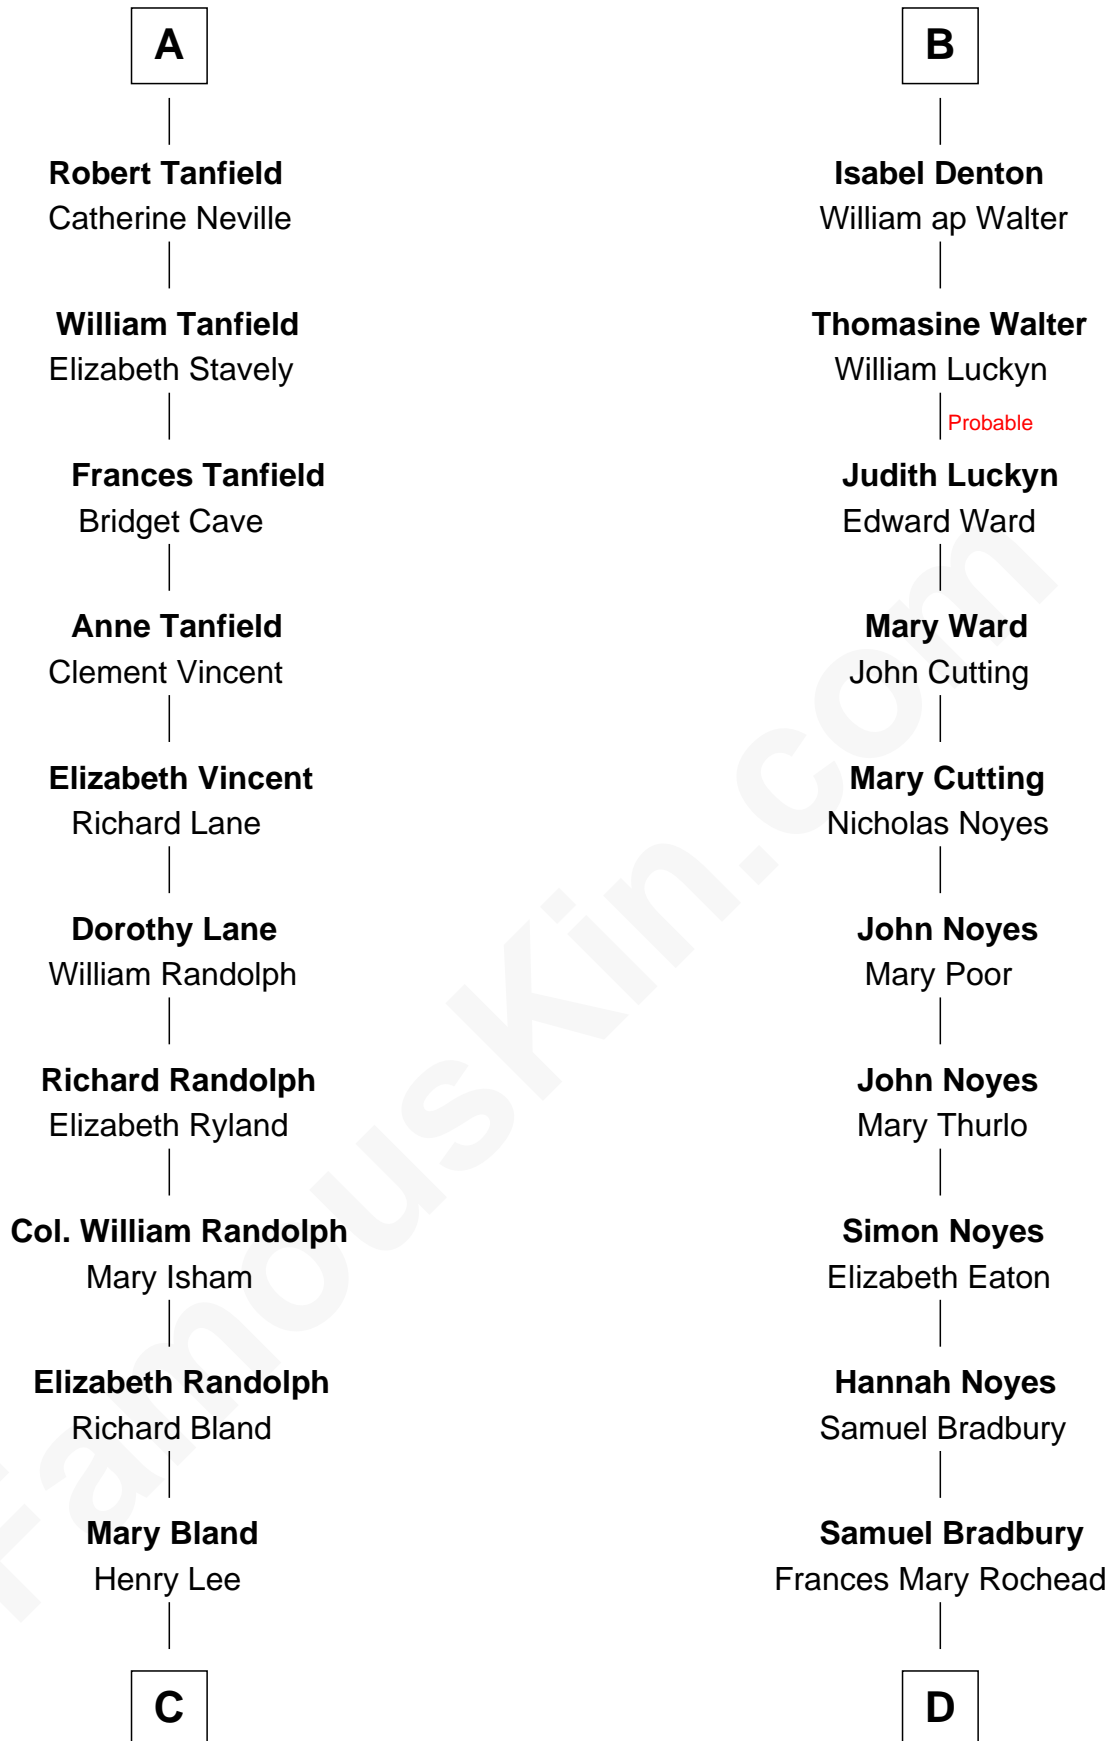 A
Robert Tanfield
Catherine Neville
William Tanfield
Elizabeth Stavely
Frances Tanfield
Bridget Cave
Anne Tanfield
Clement Vincent
Elizabeth Vincent
Richard Lane
Dorothy Lane
William Randolph
Richard Randolph
Elizabeth Ryland
Col. William Randolph
Mary Isham
Elizabeth Randolph
Richard Bland
Mary Bland
Henry Lee
C
B
Isabel Denton
William ap Walter
Thomasine Walter
William Luckyn
Probable
Judith Luckyn
Edward Ward
Mary Ward
John Cutting
Mary Cutting
Nicholas Noyes
John Noyes
Mary Poor
John Noyes
Mary Thurlo
Simon Noyes
Elizabeth Eaton
Hannah Noyes
Samuel Bradbury
Samuel Bradbury
Frances Mary Rochead
D
FamousKin.com